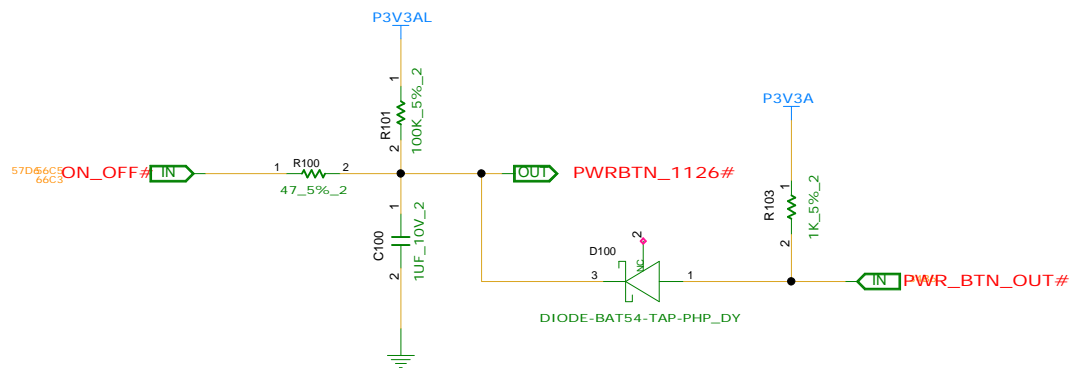 P3V3AL
1
R101
100K_5%_2
2
P3V3A
57D6 56C5
66C3
ON_OFF#
IN
1
R100
2
47_5%_2
OUT
PWRBTN_1126#
1
R103
1K_5%_2
2
1
C100
1UF_10V_2
2
2
NC
D100
3
1
DIODE-BAT54-TAP-PHP_DY
IN
PWR_BTN_OUT#